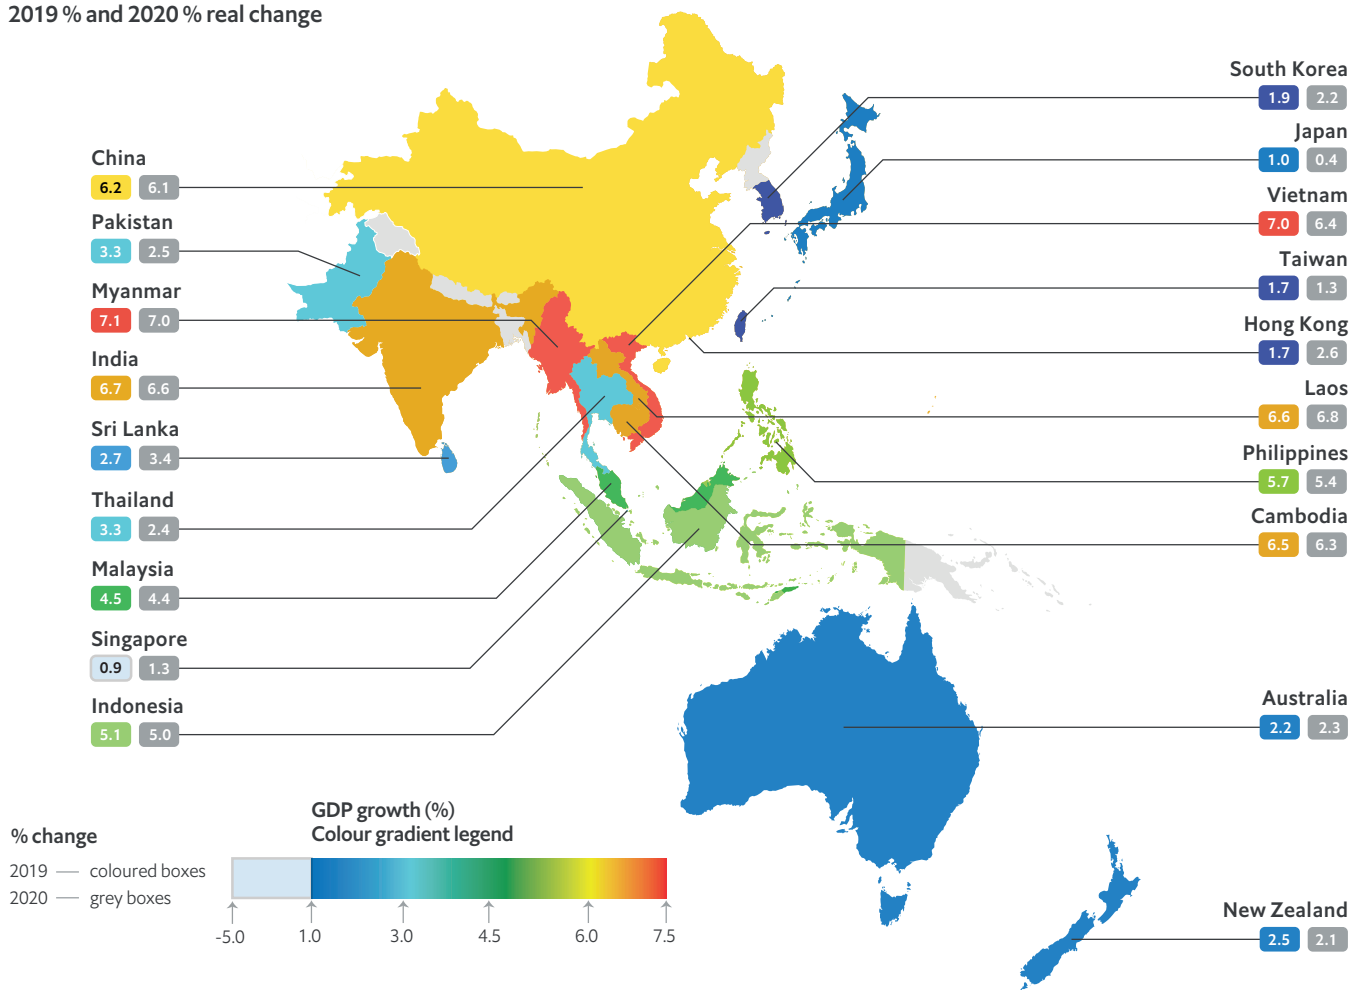 2019 % and 2020 % real change
China
6.2 6.1
Pakistan
3.3 2.5
Myanmar
7.1 7.0
India
6.7 6.6
Sri Lanka
2.7 3.4
Thailand
3.3 2.4
Malaysia
4.5 4.4
Singapore
0.9 1.3
Indonesia
5.1 5.0
South Korea
1.9 2.2
Japan
1.0 0.4
Vietnam
7.0 6.4
Taiwan
1.7 1.3
Hong Kong
1.7 2.6
Laos
6.6 6.8
Philippines
5.7 5.4
Cambodia
6.5 6.3
Australia
2.2 2.3
New Zealand
2.5 2.1
% change
2019 — coloured boxes
2020 — grey boxes
GDP growth (%)
Colour gradient legend
-5.0 1.0 3.0 4.5 6.0 7.5